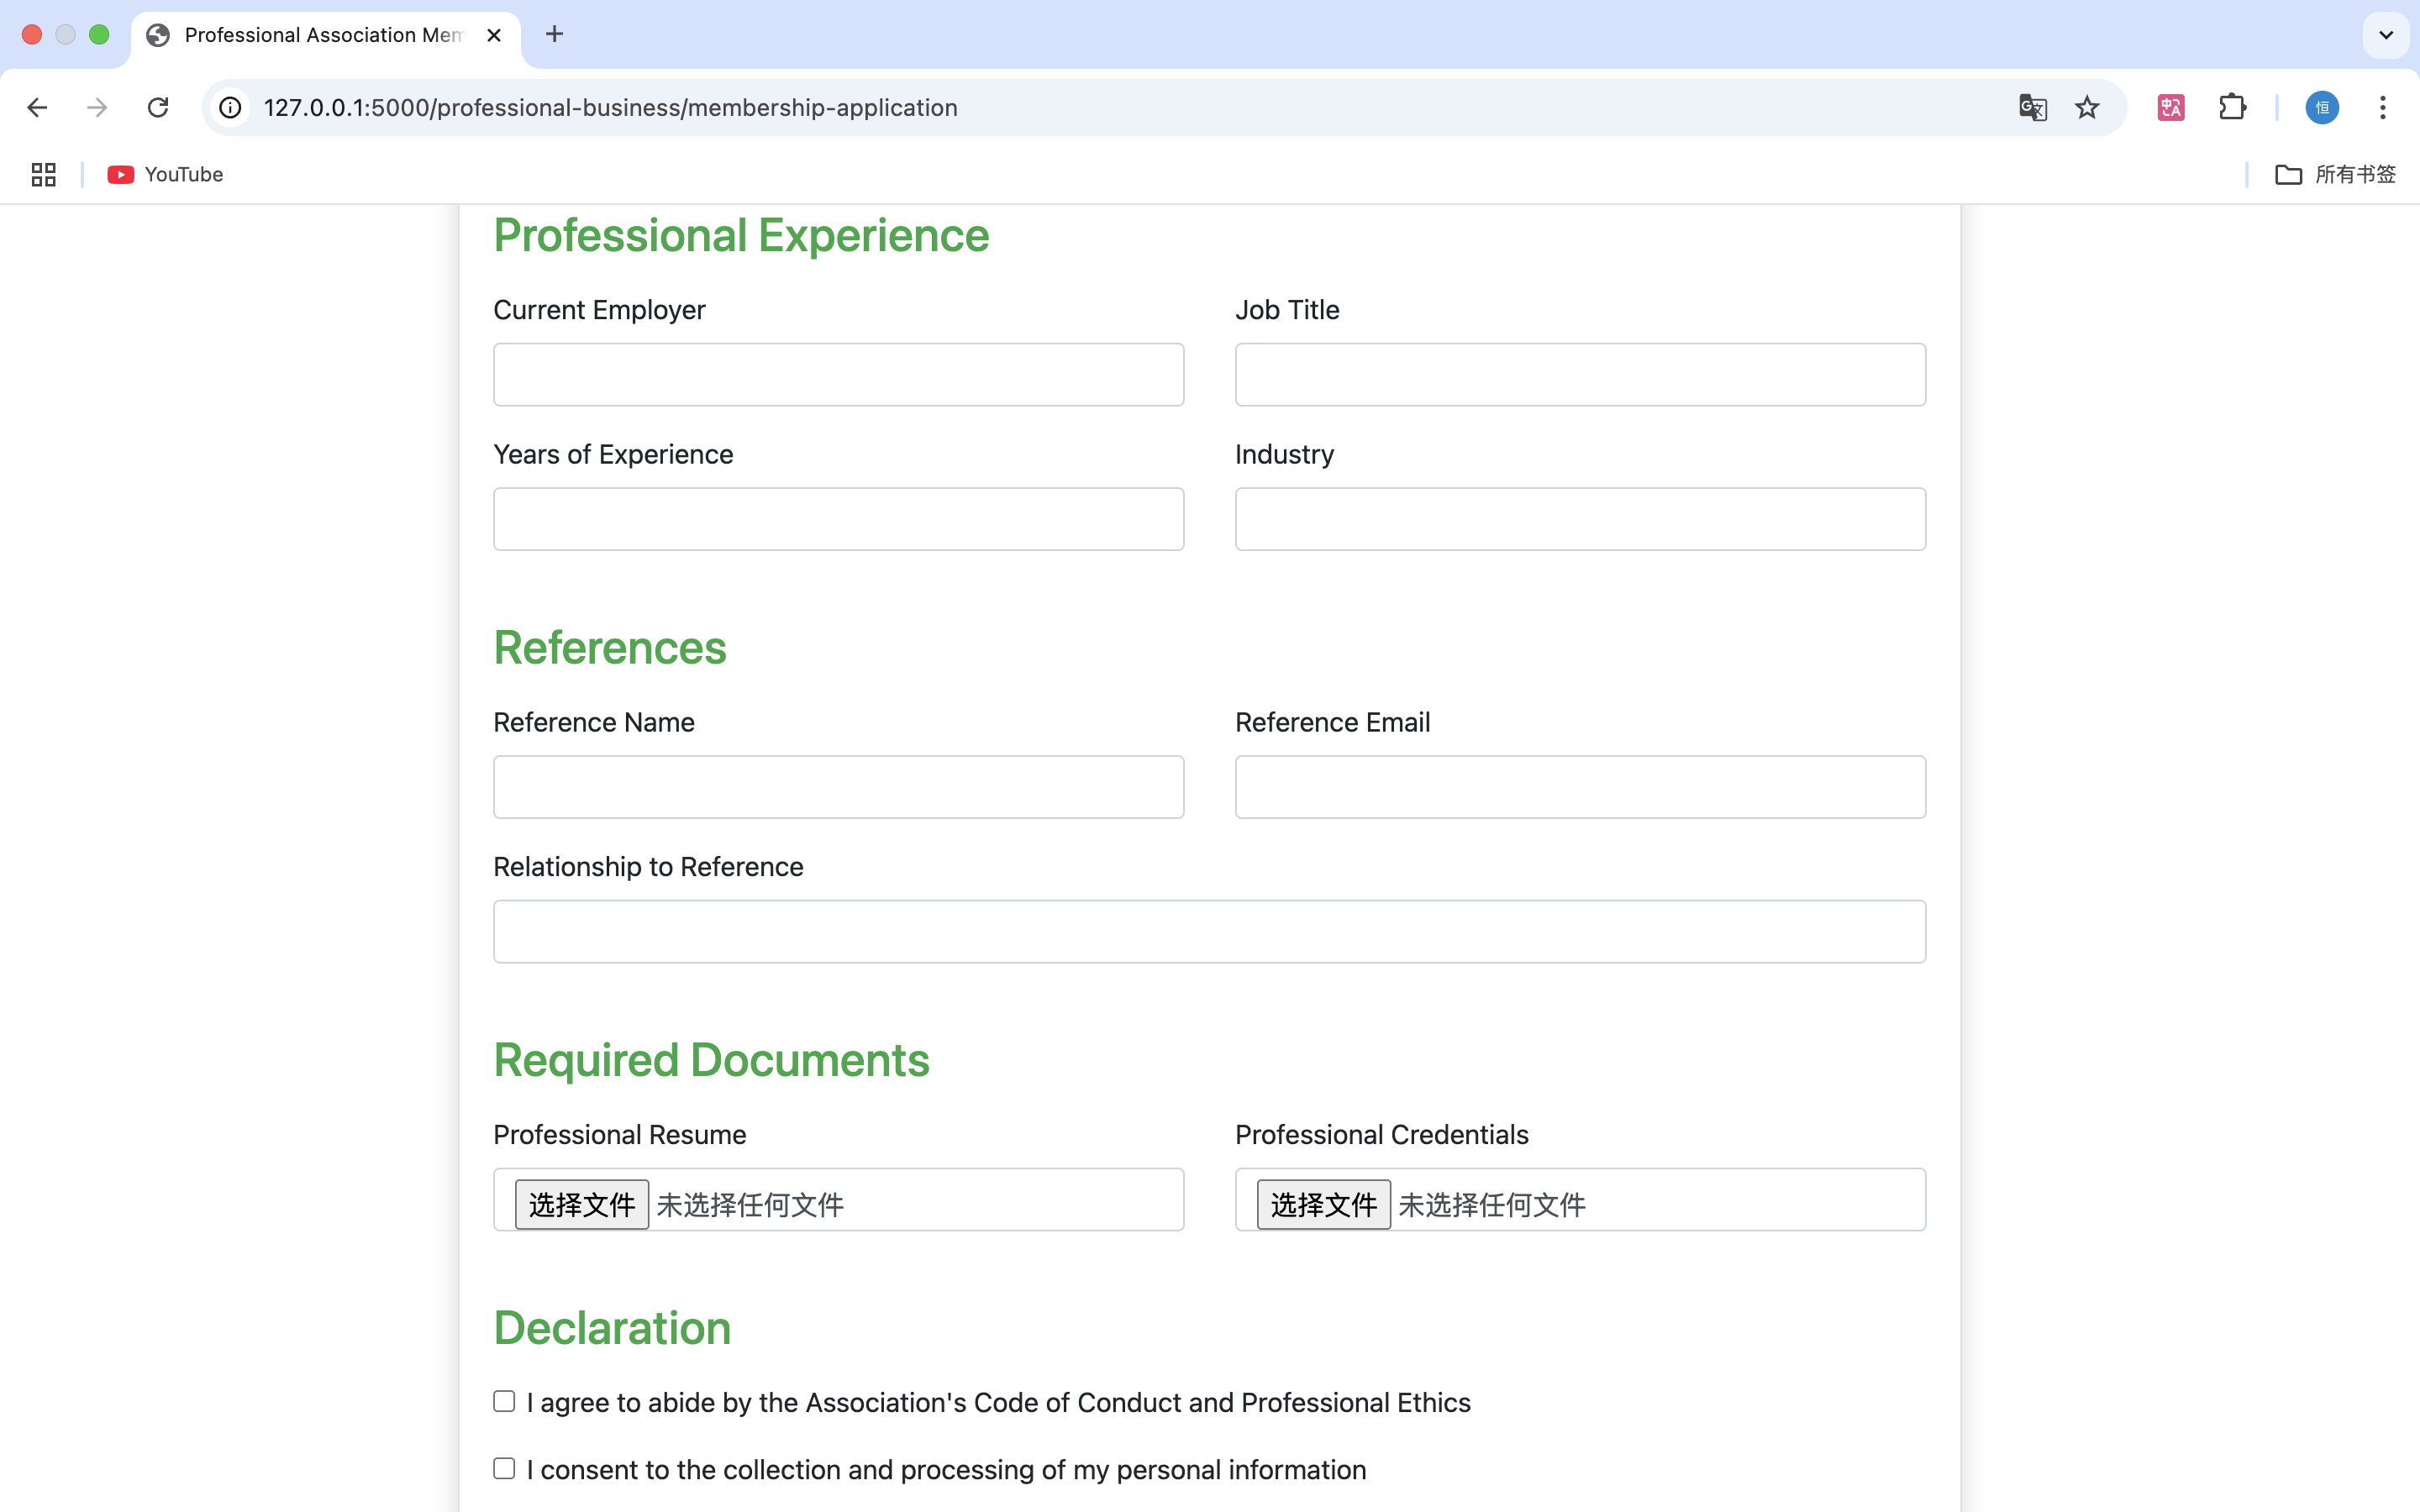 Professional Association Mem
127.0.0.1:5000/professional-business/membership-application
恒
YouTube
所有书签
Professional Experience
Current Employer
Job Title
Years of Experience
Industry
References
Reference Name
Reference Email
Relationship to Reference
Required Documents
Professional Resume
Professional Credentials
选择文件 未选择任何文件
选择文件 未选择任何文件
Declaration
I agree to abide by the Association's Code of Conduct and Professional Ethics
I consent to the collection and processing of my personal information